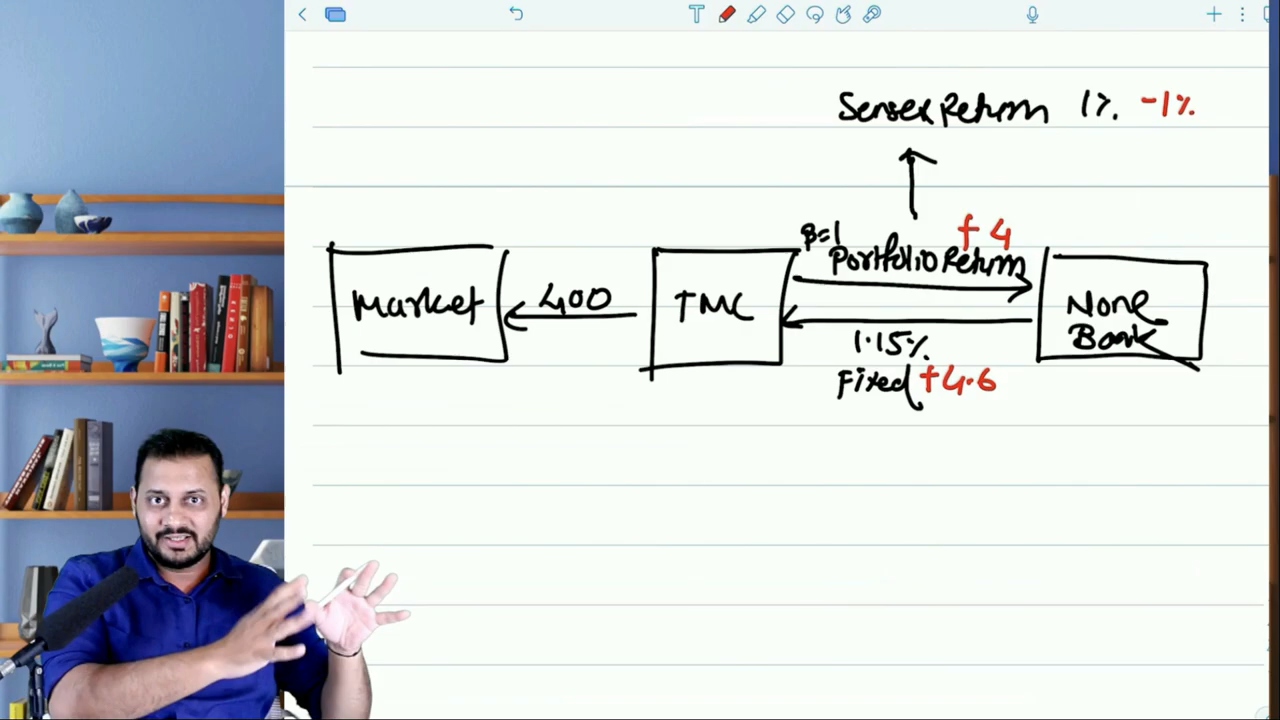 Sensex Return 1% -1%
β=1
Portfolio Return +4
Market
400
TMC
None
Bank
1.15%
Fixed +4.6